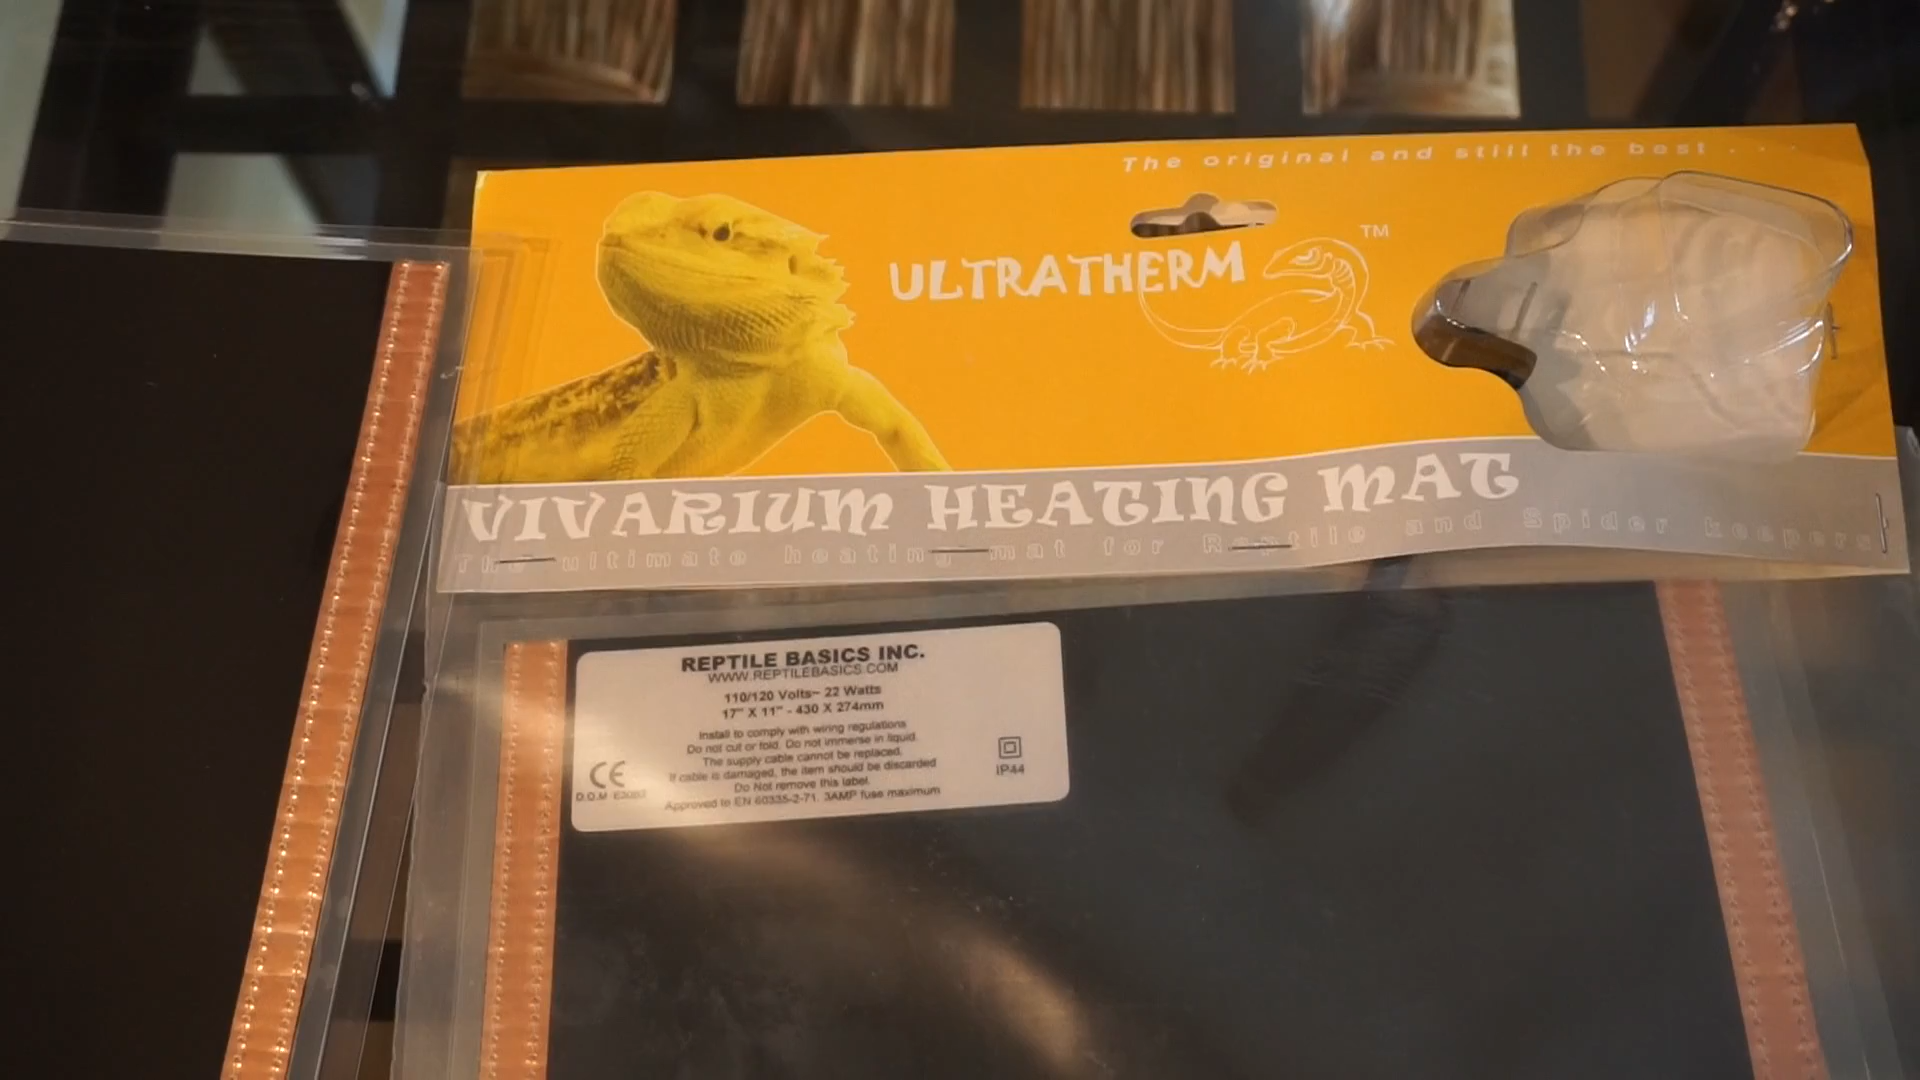 The original and still the best . . .
ULTRATHERM
TM
VIVARIUM HEATING MAT
The ultimate heating mat for Reptile and Spider keepers
REPTILE BASICS INC.
WWW.REPTILEBASICS.COM
110/120 Volts~ 22 Watts
17" X 11" - 430 X 274mm
Install to comply with wiring regulations
Do not cut or fold. Do not immerse in liquid.
The supply cable cannot be replaced.
If cable is damaged, the item should be discarded
Do Not remove this label.
Approved to EN 60335-2-71. 3AMP fuse maximum
CE
D.O.M
IP44